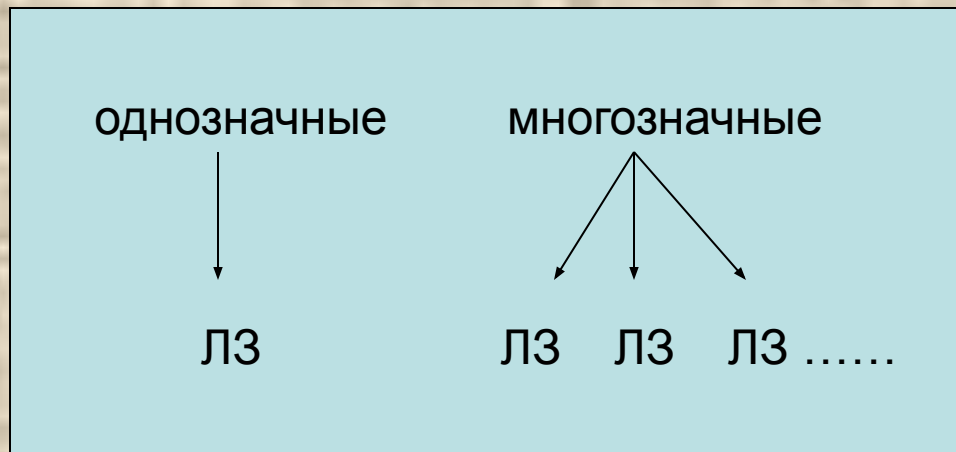 однозначные многозначные
ЛЗ ЛЗ ЛЗ ЛЗ ......